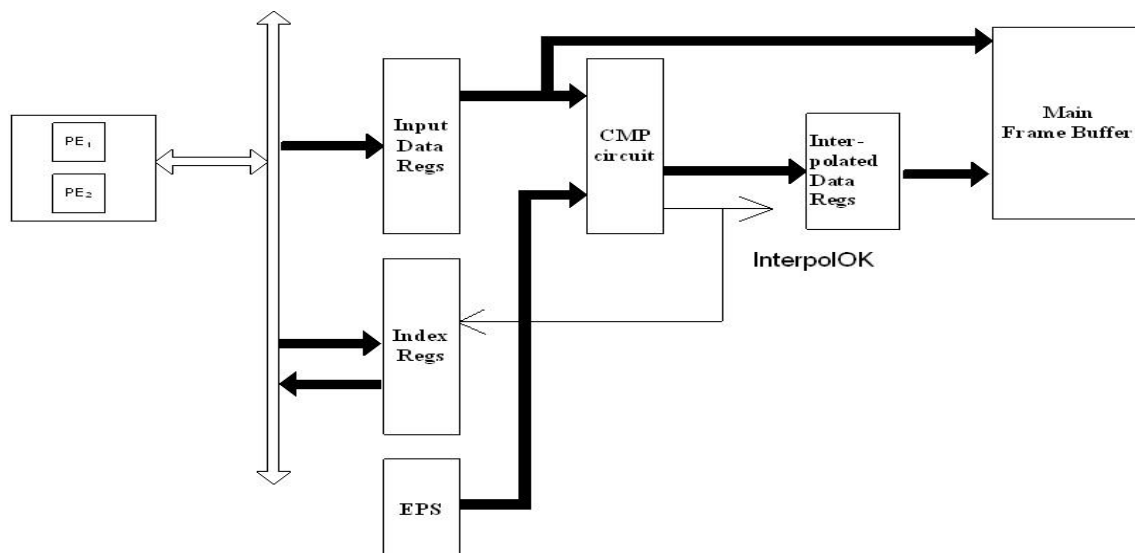 PE₁
PE₂
Input
Data
Regs
CMP
circuit
Inter-
polated
Data
Regs
Main
Frame Buffer
InterpolOK
Index
Regs
EPS